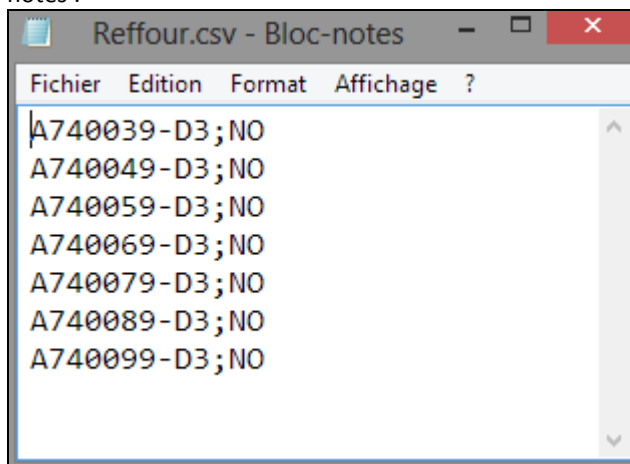 notes :
Reffour.csv - Bloc-notes
Fichier Edition Format Affichage ?
A740039-D3;NO
A740049-D3;NO
A740059-D3;NO
A740069-D3;NO
A740079-D3;NO
A740089-D3;NO
A740099-D3;NO